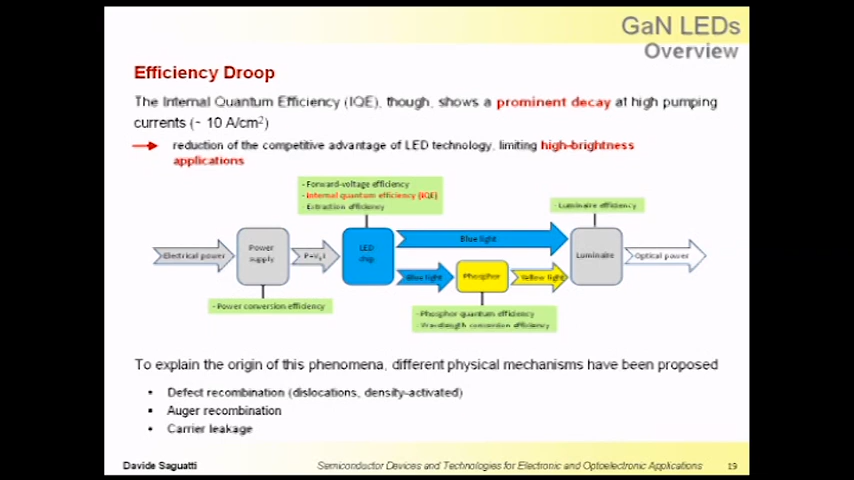 GaN LEDs
Overview
Efficiency Droop
The Internal Quantum Efficiency (IQE), though, shows a prominent decay at high pumping
currents (~ 10 A/cm²)
reduction of the competitive advantage of LED technology, limiting high-brightness
applications
- Forward-voltage efficiency
- Internal quantum efficiency (IQE)
- Extraction efficiency
- Luminaire efficiency
Electrical power
Power
supply
LED
chip
Blue light
Blue light
Phosphor
Yellow light
Luminaire
Optical power
- Power conversion efficiency
- Phosphor quantum efficiency
- Wavelength conversion efficiency
To explain the origin of this phenomena, different physical mechanisms have been proposed
• Defect recombination (dislocations, density-activated)
• Auger recombination
• Carrier leakage
Davide Saguatti
Semiconductor Devices and Technologies for Electronic and Optoelectronic Applications
19